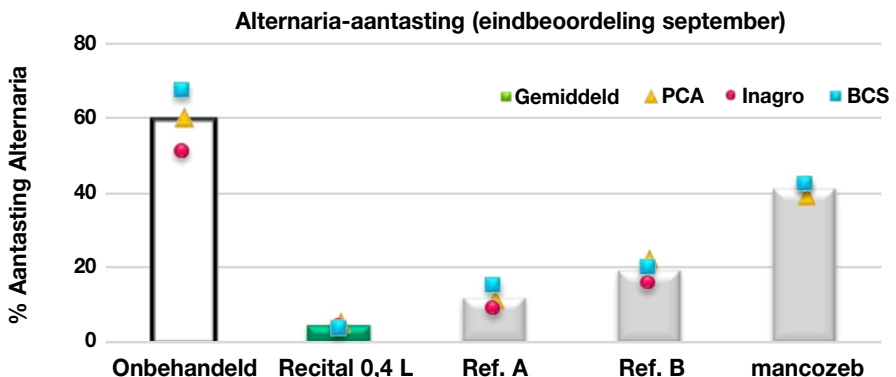 Alternaria-aantasting (eindbeoordeling september)
% Aantasting Alternaria
80
60
40
20
0
Gemiddeld PCA Inagro BCS
Onbehandeld Recital 0,4 L Ref. A Ref. B mancozeb